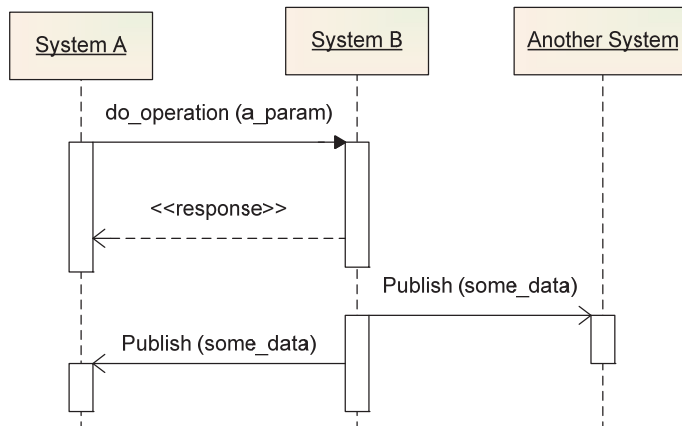 System A
System B
Another System
do_operation (a_param)
<<response>>
Publish (some_data)
Publish (some_data)